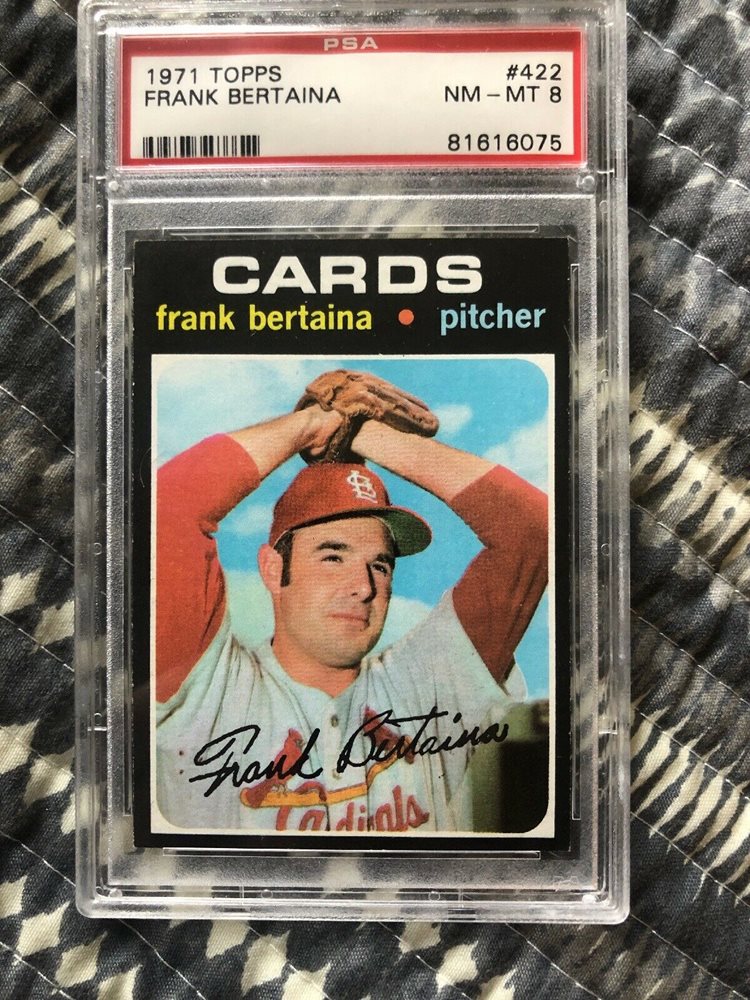 PSA
1971 TOPPS #422
FRANK BERTAINA NM – MT 8
81616075
CARDS
frank bertaina • pitcher
StL
Frank Bertaina
Cardinals